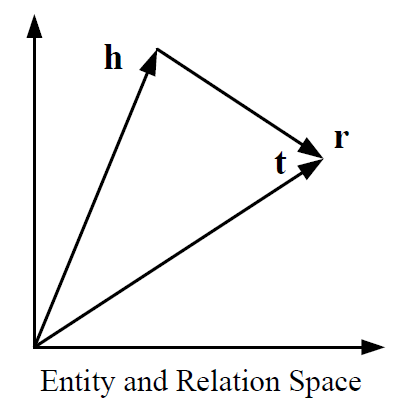 h
r
t
Entity and Relation Space